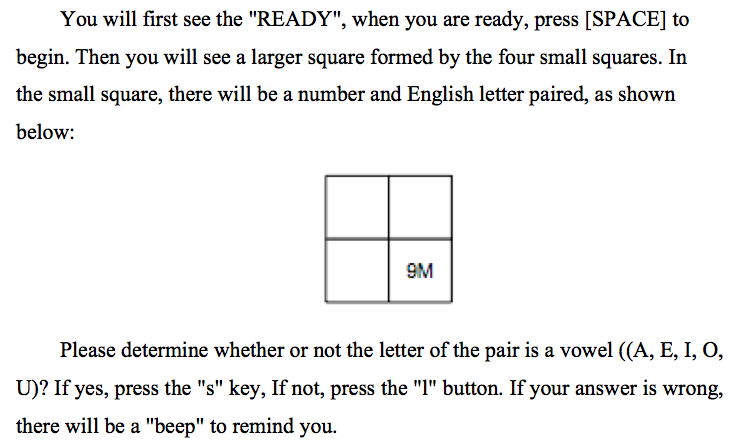 You will first see the "READY", when you are ready, press [SPACE] to
begin. Then you will see a larger square formed by the four small squares. In
the small square, there will be a number and English letter paired, as shown
below:
9M
Please determine whether or not the letter of the pair is a vowel ((A, E, I, O,
U)? If yes, press the "s" key, If not, press the "l" button. If your answer is wrong,
there will be a "beep" to remind you.